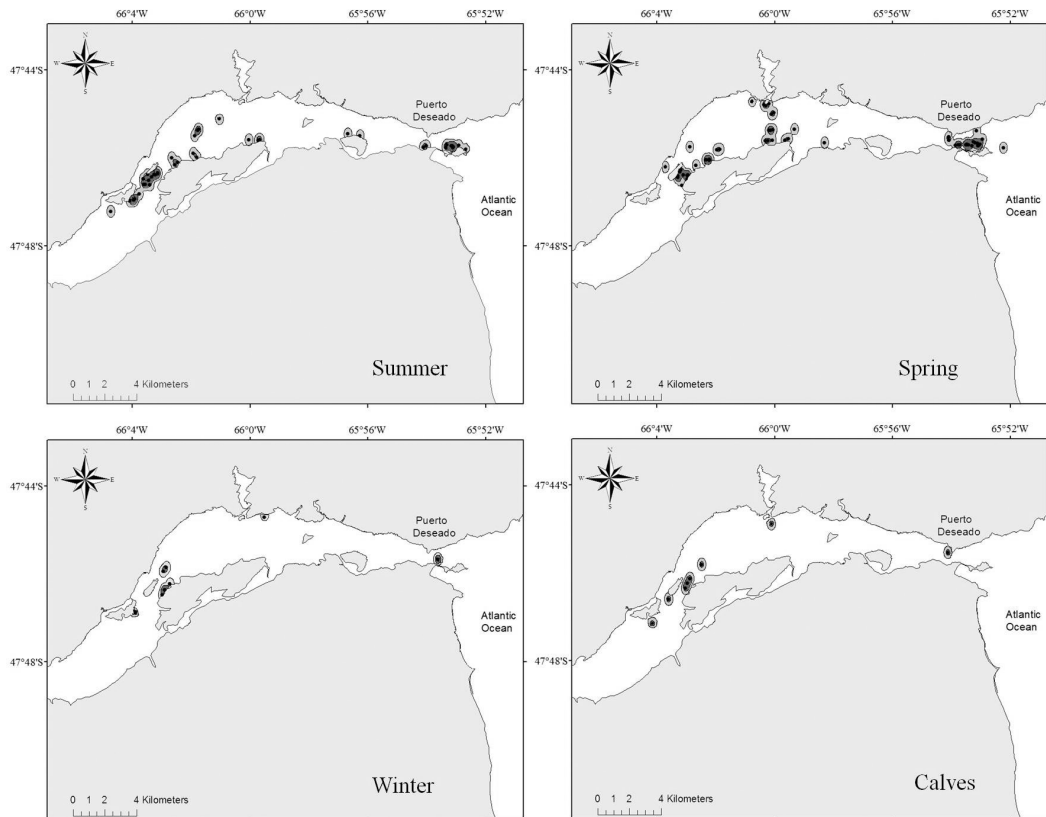 66°4'W 66°0'W 65°56'W 65°52'W
47°44'S
47°48'S
N
W E
S
Puerto
Deseado
Atlantic
Ocean
Summer
0 1 2 4 Kilometers
66°4'W 66°0'W 65°56'W 65°52'W
47°44'S
47°48'S
N
W E
S
Puerto
Deseado
Atlantic
Ocean
Spring
0 1 2 4 Kilometers
66°4'W 66°0'W 65°56'W 65°52'W
47°44'S
47°48'S
N
W E
S
Puerto
Deseado
Atlantic
Ocean
Winter
0 1 2 4 Kilometers
66°4'W 66°0'W 65°56'W 65°52'W
47°44'S
47°48'S
N
W E
S
Puerto
Deseado
Atlantic
Ocean
Calves
0 1 2 4 Kilometers